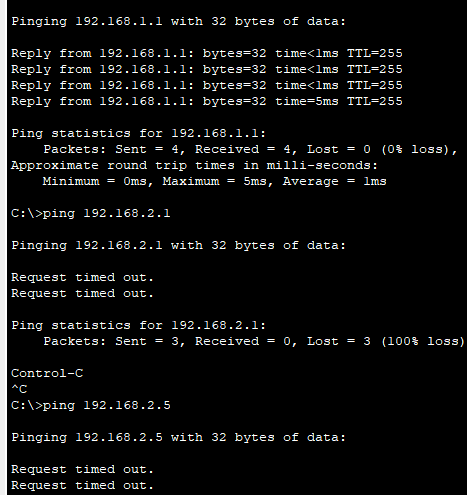 Pinging 192.168.1.1 with 32 bytes of data:
Reply from 192.168.1.1: bytes=32 time<1ms TTL=255
Reply from 192.168.1.1: bytes=32 time<1ms TTL=255
Reply from 192.168.1.1: bytes=32 time<1ms TTL=255
Reply from 192.168.1.1: bytes=32 time=5ms TTL=255
Ping statistics for 192.168.1.1:
    Packets: Sent = 4, Received = 4, Lost = 0 (0% loss),
Approximate round trip times in milli-seconds:
    Minimum = 0ms, Maximum = 5ms, Average = 1ms
C:\>ping 192.168.2.1
Pinging 192.168.2.1 with 32 bytes of data:
Request timed out.
Request timed out.
Ping statistics for 192.168.2.1:
    Packets: Sent = 3, Received = 0, Lost = 3 (100% loss)
Control-C
^C
C:\>ping 192.168.2.5
Pinging 192.168.2.5 with 32 bytes of data:
Request timed out.
Request timed out.